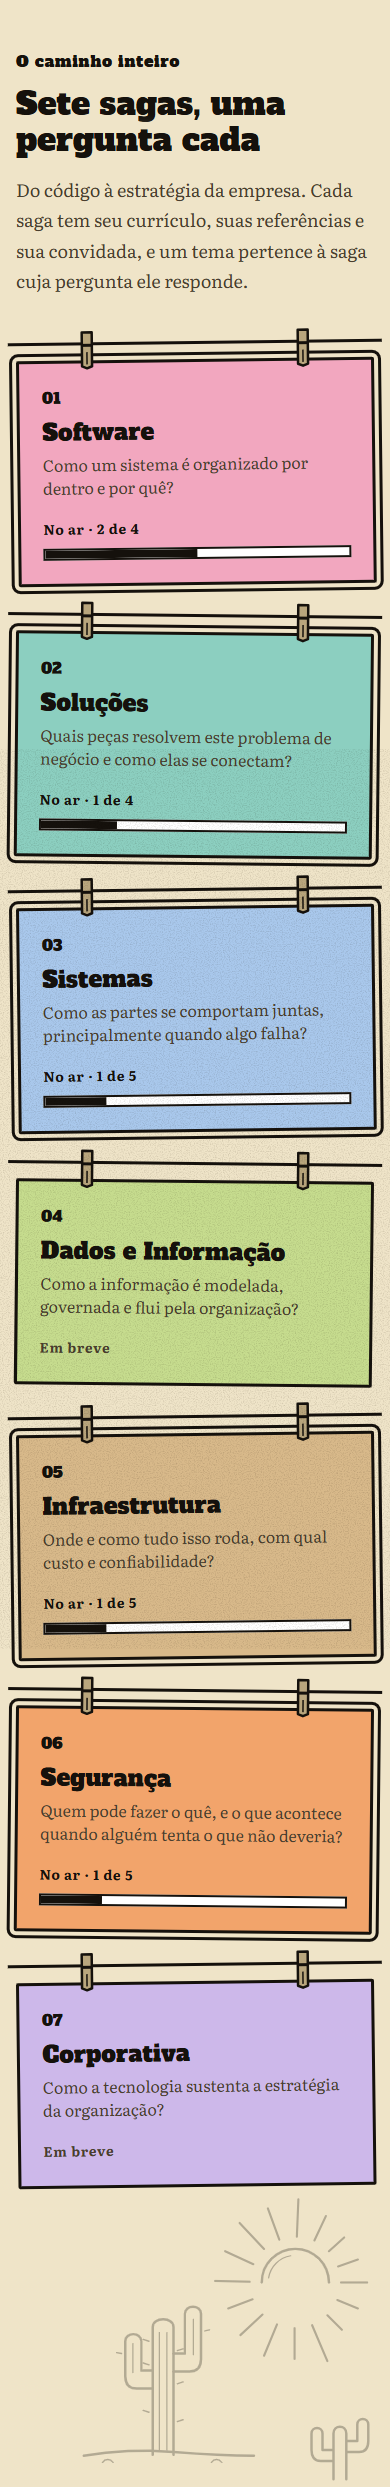 O caminho inteiro
Sete sagas, uma
pergunta cada
Do código à estratégia da empresa. Cada
saga tem seu currículo, suas referências e
sua convidada, e um tema pertence à saga
cuja pergunta ele responde.
01
Software
Como um sistema é organizado por
dentro e por quê?
No ar · 2 de 4
02
Soluções
Quais peças resolvem este problema de
negócio e como elas se conectam?
No ar · 1 de 4
03
Sistemas
Como as partes se comportam juntas,
principalmente quando algo falha?
No ar · 1 de 5
04
Dados e Informação
Como a informação é modelada,
governada e flui pela organização?
Em breve
05
Infraestrutura
Onde e como tudo isso roda, com qual
custo e confiabilidade?
No ar · 1 de 5
06
Segurança
Quem pode fazer o quê, e o que acontece
quando alguém tenta o que não deveria?
No ar · 1 de 5
07
Corporativa
Como a tecnologia sustenta a estratégia
da organização?
Em breve